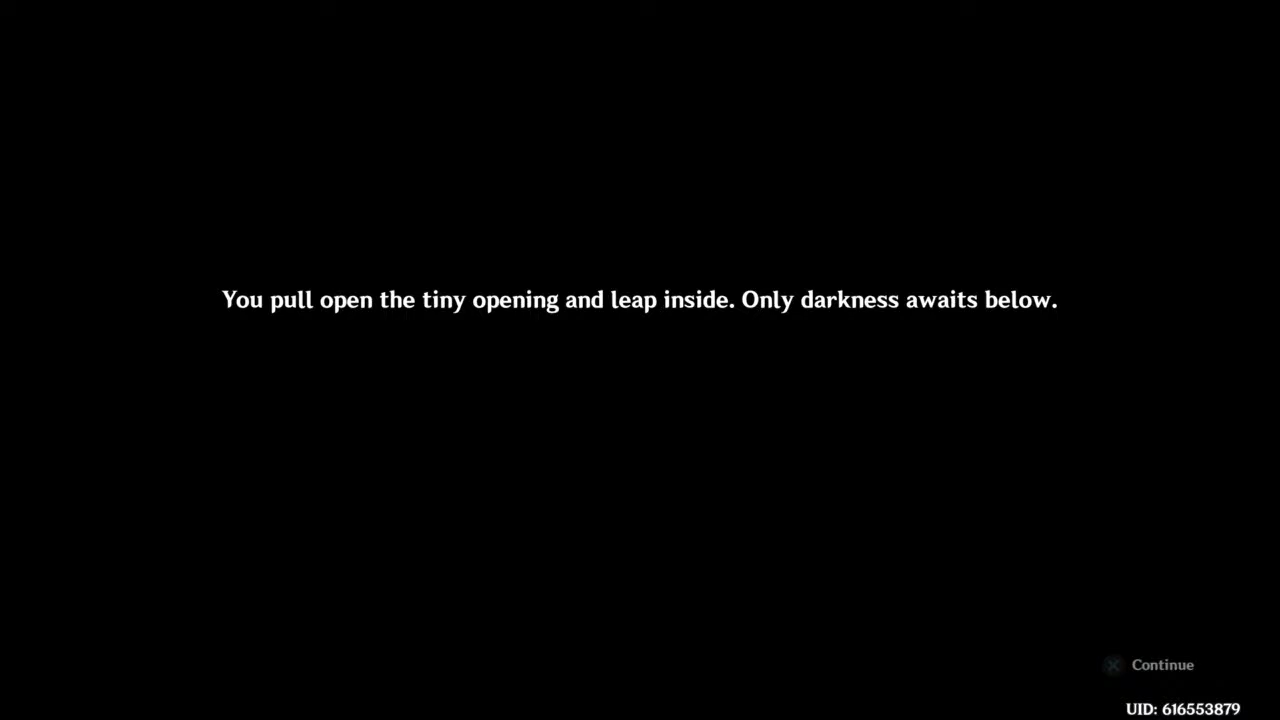 You pull open the tiny opening and leap inside. Only darkness awaits below.
Continue
UID: 616553879